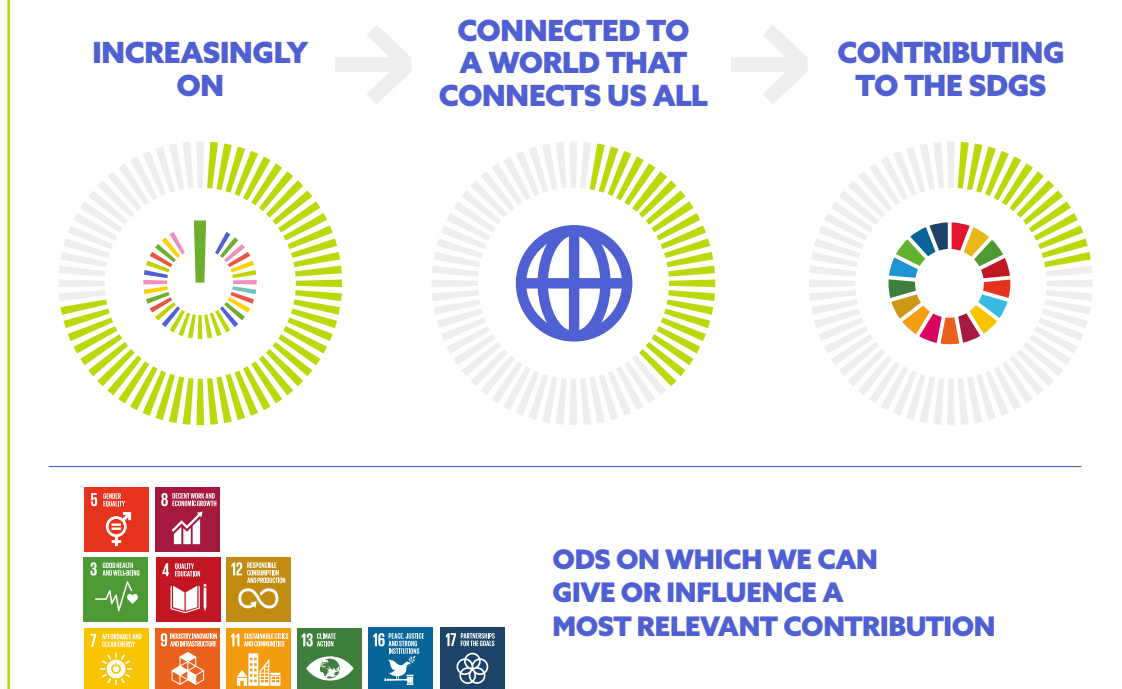 INCREASINGLY
ON
CONNECTED TO
A WORLD THAT
CONNECTS US ALL
CONTRIBUTING
TO THE SDGS
5 GENDER
EQUALITY
8 DECENT WORK AND
ECONOMIC GROWTH
3 GOOD HEALTH
AND WELL-BEING
4 QUALITY
EDUCATION
12 RESPONSIBLE
CONSUMPTION
AND PRODUCTION
7 AFFORDABLE AND
CLEAN ENERGY
9 INDUSTRY, INNOVATION
AND INFRASTRUCTURE
11 SUSTAINABLE CITIES
AND COMMUNITIES
13 CLIMATE
ACTION
16 PEACE, JUSTICE
AND STRONG
INSTITUTIONS
17 PARTNERSHIPS
FOR THE GOALS
ODS ON WHICH WE CAN
GIVE OR INFLUENCE A
MOST RELEVANT CONTRIBUTION